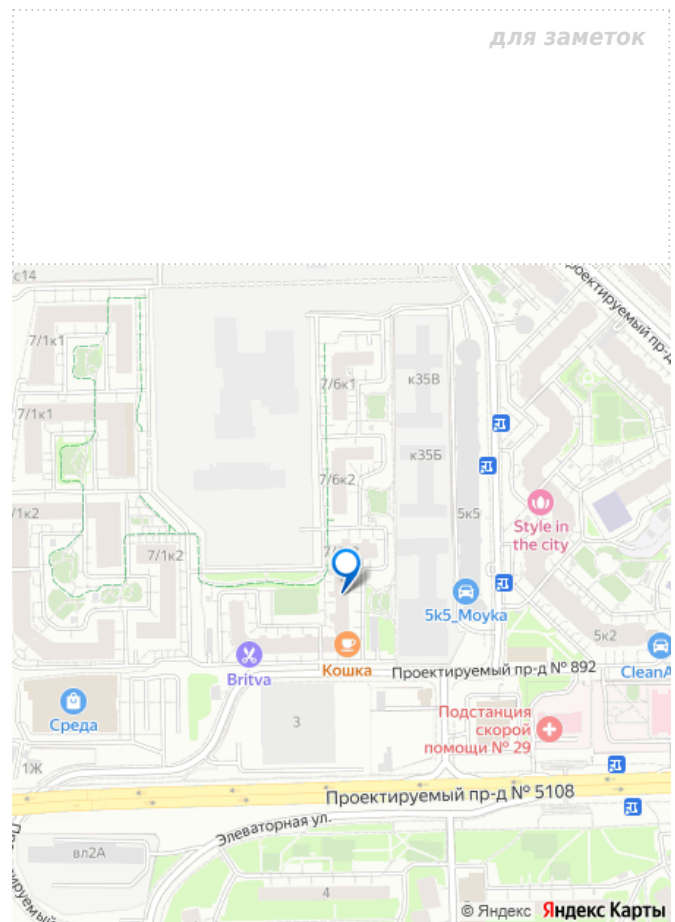 для заметок
с14
Проектируемый пр-д
7/1к1
7/6к1
к35В
7/1к1
к35Б
7/6к2
/1к2
5к5
Style in
the city
7/1к2
5k5_Moyka
5к2
Britva
Кошка
Проектируемый пр-д № 892
CleanA
Среда
3
Подстанция
скорой
помощи № 29
1Ж
Проектируемый пр-д № 5108
Элеваторная ул.
вл2А
4
© Яндекс Яндекс Карты